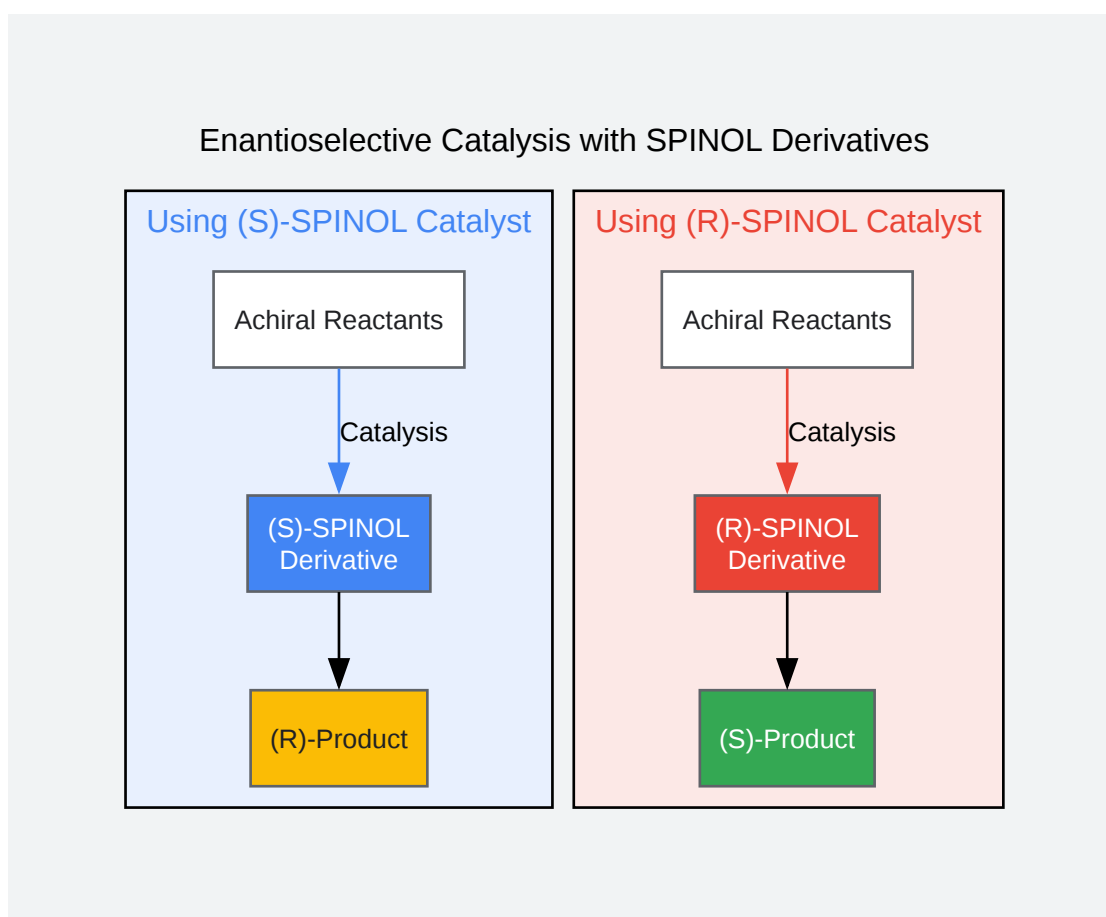 Enantioselective Catalysis with SPINOL Derivatives
Using (S)-SPINOL Catalyst
Achiral Reactants
Catalysis
(S)-SPINOL
Derivative
(R)-Product
Using (R)-SPINOL Catalyst
Achiral Reactants
Catalysis
(R)-SPINOL
Derivative
(S)-Product